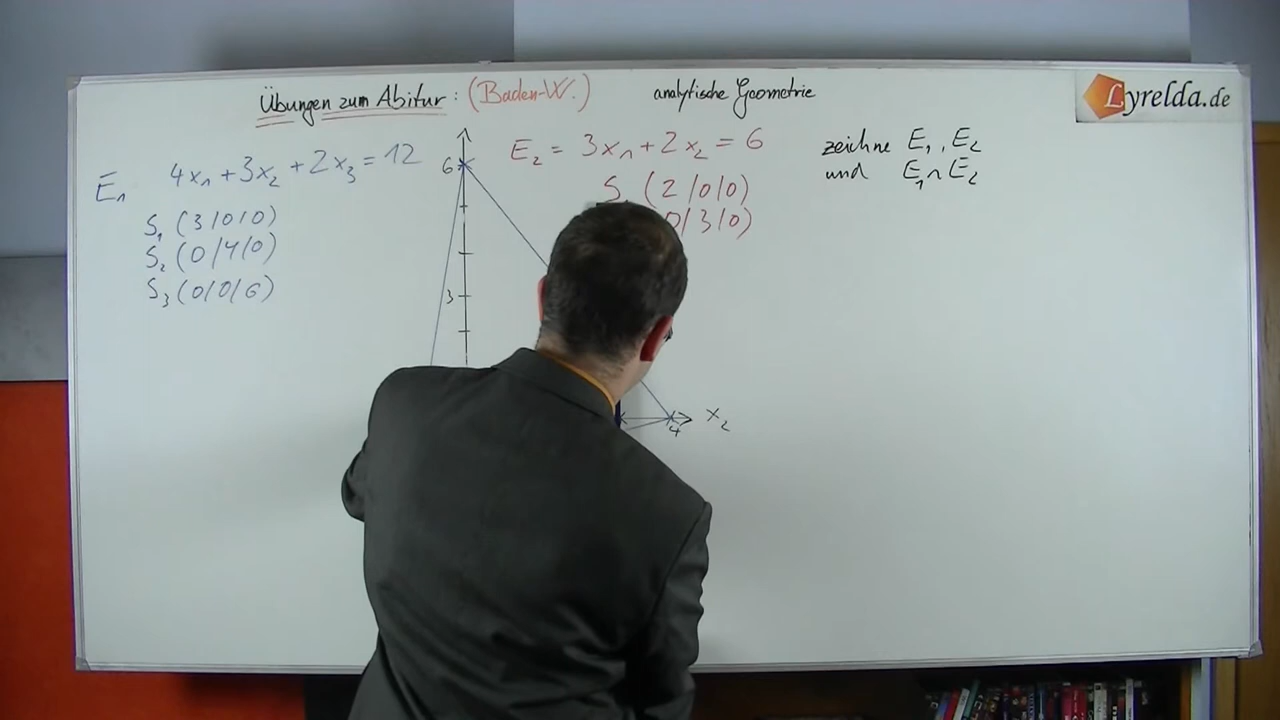 Übungen zum Abitur : (Baden-W.) analytische Geometrie
Lyrelda.de
E₁ 4x₁+3x₂+2x₃=12
S₁ (3/0/0)
S₂ (0/4/0)
S₃ (0/0/6)
E₂ = 3x₁+2x₂ = 6
S (2/0/0)
0/3/0)
zeichne E₁, E₂
und E₁∩E₂
6
3
4
x₂